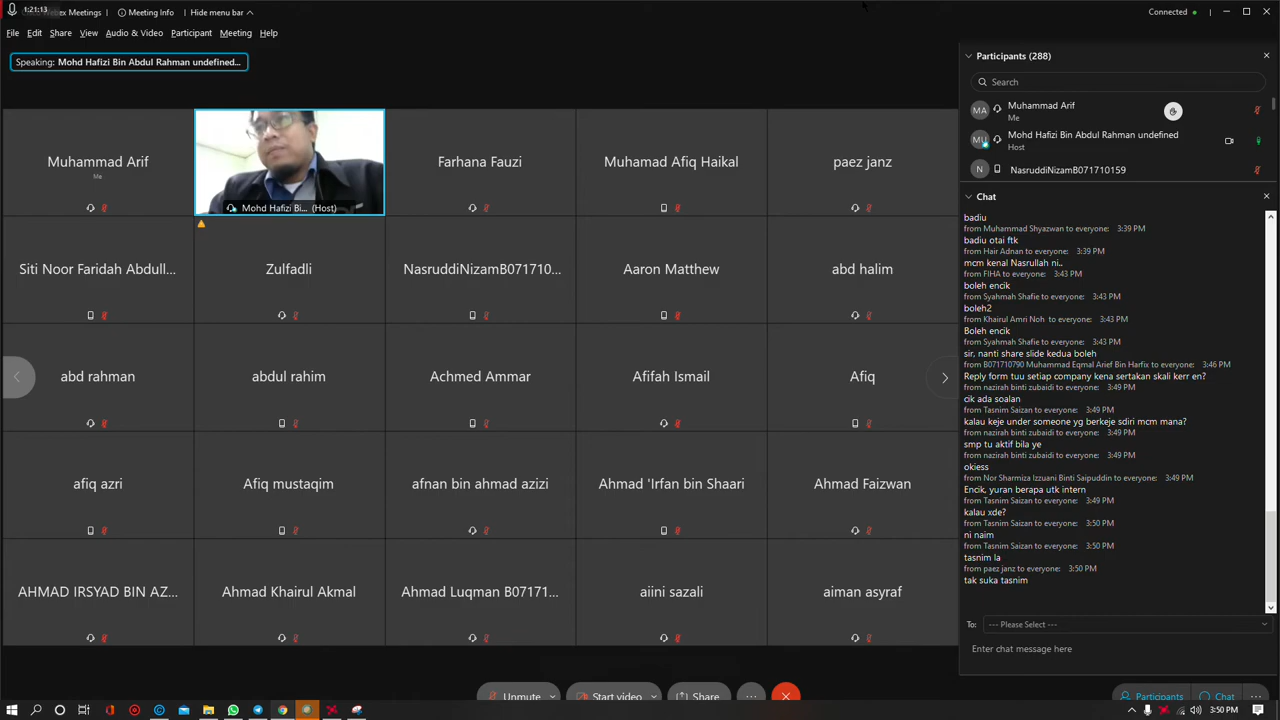 1:21:13
ex Meetings
Meeting Info
Hide menu bar
Connected
File Edit Share View Audio & Video Participant Meeting Help
Speaking: Mohd Hafizi Bin Abdul Rahman undefined...
Muhammad Arif
Me
Mohd Hafizi Bi... (Host)
Farhana Fauzi
Muhamad Afiq Haikal
paez janz
Siti Noor Faridah Abdull...
Zulfadli
NasruddiNizamB071710...
Aaron Matthew
abd halim
abd rahman
abdul rahim
Achmed Ammar
Afifah Ismail
Afiq
afiq azri
Afiq mustaqim
afnan bin ahmad azizi
Ahmad 'Irfan bin Shaari
Ahmad Faizwan
AHMAD IRSYAD BIN AZ...
Ahmad Khairul Akmal
Ahmad Luqman B07171...
aiini sazali
aiman asyraf
Unmute
Start video
Share
Participants (288)
Search
MA Muhammad Arif
Me
MU Mohd Hafizi Bin Abdul Rahman undefined
Host
N NasruddiNizamB071710159
Chat
badiu
from Muhammad Shyazwan to everyone: 3:39 PM
badiu otai ftk
from Hair Adnan to everyone: 3:39 PM
mcm kenal Nasrullah ni..
from FIHA to everyone: 3:43 PM
boleh encik
from Syahmah Shafie to everyone: 3:43 PM
boleh2
from Khairul Amri Noh to everyone: 3:43 PM
Boleh encik
from Syahmah Shafie to everyone: 3:43 PM
sir, nanti share slide kedua boleh
from B071710790 Muhammad Eqmal Arief Bin Harfix to everyone: 3:46 PM
Reply form tuu setiap company kena sertakan skali kerr en?
from nazirah binti zubaidi to everyone: 3:49 PM
cik ada soalan
from Tasnim Saizan to everyone: 3:49 PM
kalau keje under someone yg berkeje sdiri mcm mana?
from nazirah binti zubaidi to everyone: 3:49 PM
smp tu aktif bila ye
from nazirah binti zubaidi to everyone: 3:49 PM
okiess
from Nor Sharmiza Izzuani Binti Saipuddin to everyone: 3:49 PM
Encik, yuran berapa utk intern
from Tasnim Saizan to everyone: 3:49 PM
kalau xde?
from Tasnim Saizan to everyone: 3:50 PM
ni naim
from Tasnim Saizan to everyone: 3:50 PM
tasnim la
from paez janz to everyone: 3:50 PM
tak suka tasnim
To: --- Please Select ---
Enter chat message here
Participants
Chat
3:50 PM